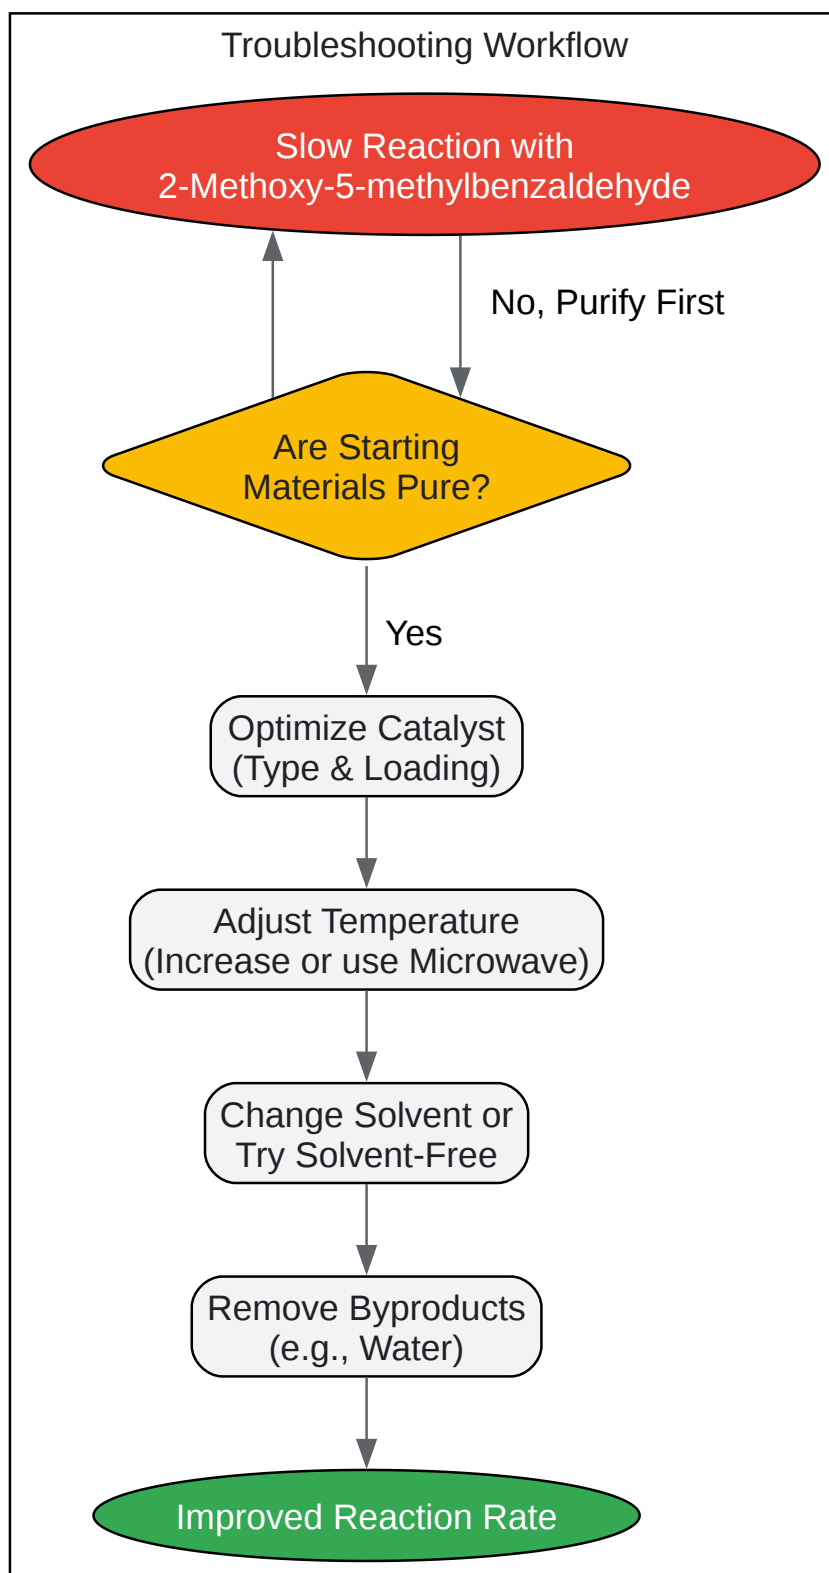 Troubleshooting Workflow
Slow Reaction with
2-Methoxy-5-methylbenzaldehyde
No, Purify First
Are Starting
Materials Pure?
Yes
Optimize Catalyst
(Type & Loading)
Adjust Temperature
(Increase or use Microwave)
Change Solvent or
Try Solvent-Free
Remove Byproducts
(e.g., Water)
Improved Reaction Rate